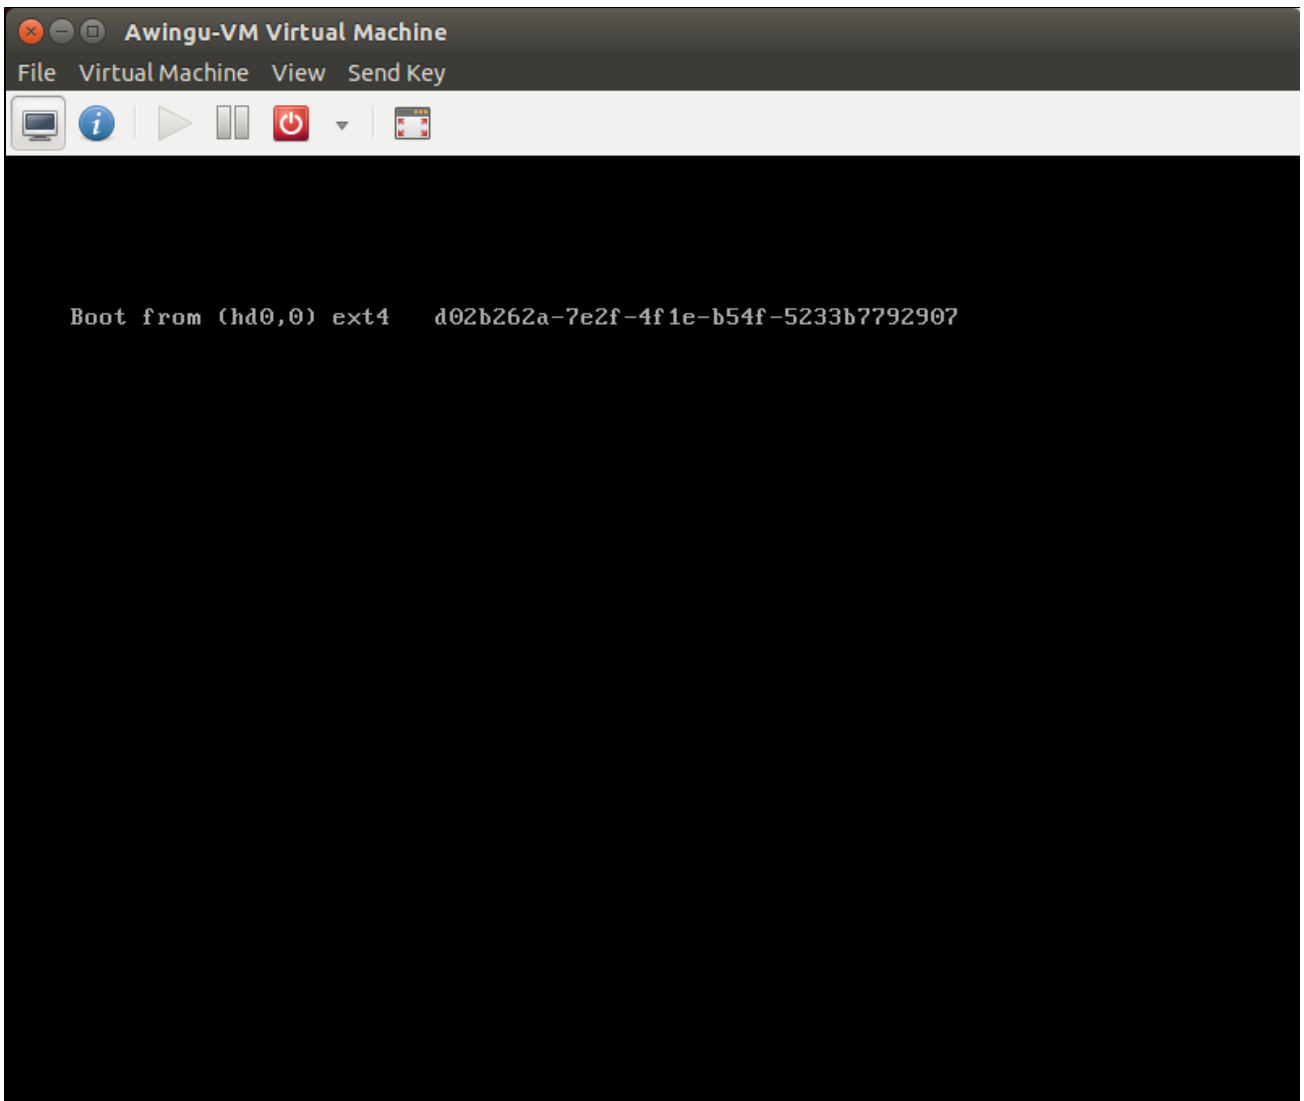 Awingu-VM Virtual Machine
File Virtual Machine View Send Key
Boot from (hd0,0) ext4 d02b262a-7e2f-4f1e-b54f-5233b7792907